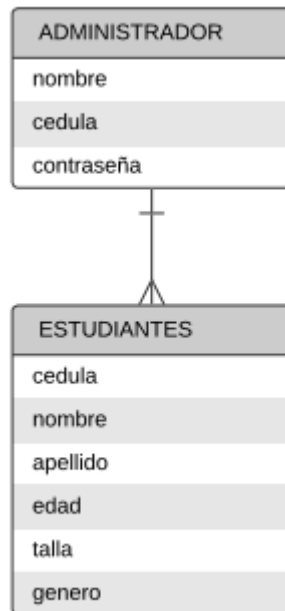 ADMINISTRADOR
nombre
cedula
contraseña
ESTUDIANTES
cedula
nombre
apellido
edad
talla
genero